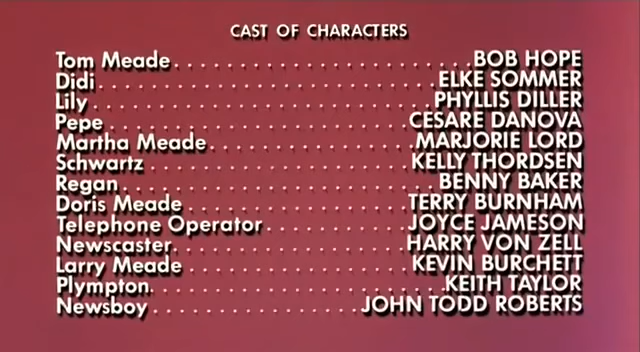 CAST OF CHARACTERS
Tom Meade........................BOB HOPE
Didi..............................ELKE SOMMER
Lily..............................PHYLLIS DILLER
Pepe............................CESARE DANOVA
Martha Meade....................MARJORIE LORD
Schwartz........................KELLY THORDSEN
Regan............................BENNY BAKER
Doris Meade.....................TERRY BURNHAM
Telephone Operator..............JOYCE JAMESON
Newscaster......................HARRY VON ZELL
Larry Meade.....................KEVIN BURCHETT
Plympton.........................KEITH TAYLOR
Newsboy....................JOHN TODD ROBERTS